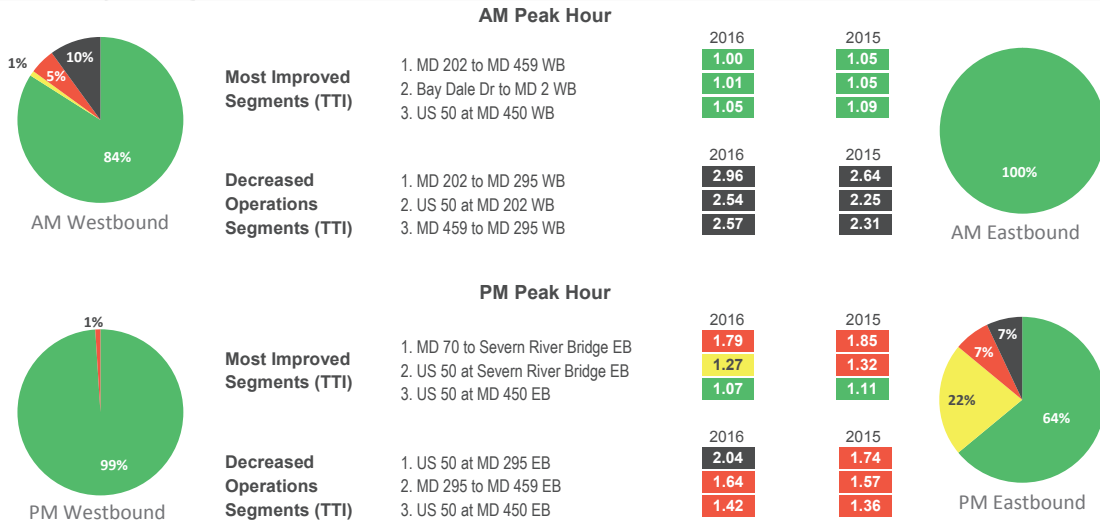 AM Peak Hour
1%
5%
10%
84%
AM Westbound
Most Improved
Segments (TTI)
1. MD 202 to MD 459 WB
2. Bay Dale Dr to MD 2 WB
3. US 50 at MD 450 WB
2016 2015
1.00 1.05
1.01 1.05
1.05 1.09
Decreased
Operations
Segments (TTI)
1. MD 202 to MD 295 WB
2. US 50 at MD 202 WB
3. MD 459 to MD 295 WB
2016 2015
2.96 2.64
2.54 2.25
2.57 2.31
100%
AM Eastbound
PM Peak Hour
1%
99%
PM Westbound
Most Improved
Segments (TTI)
1. MD 70 to Severn River Bridge EB
2. US 50 at Severn River Bridge EB
3. US 50 at MD 450 EB
2016 2015
1.79 1.85
1.27 1.32
1.07 1.11
Decreased
Operations
Segments (TTI)
1. US 50 at MD 295 EB
2. MD 295 to MD 459 EB
3. US 50 at MD 450 EB
2016 2015
2.04 1.74
1.64 1.57
1.42 1.36
7%
7%
22%
64%
PM Eastbound